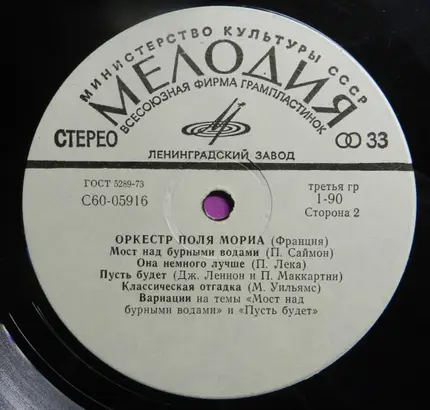 МИНИСТЕРСТВО КУЛЬТУРЫ СССР
МЕЛОДИЯ
ВСЕСОЮЗНАЯ ФИРМА ГРАМПЛАСТИНОК
СТЕРЕО
33
ЛЕНИНГРАДСКИЙ ЗАВОД
ГОСТ 5289-73
С60-05916
третья гр
1-90
Сторона 2
ОРКЕСТР ПОЛЯ МОРИА (Франция)
Мост над бурными водами (П. Саймон)
Она немного лучше (П. Лека)
Пусть будет (Дж. Леннон и П. Маккартни)
Классическая отгадка (М. Уильямс)
Вариации на темы «Мост над
бурными водами» и «Пусть будет»